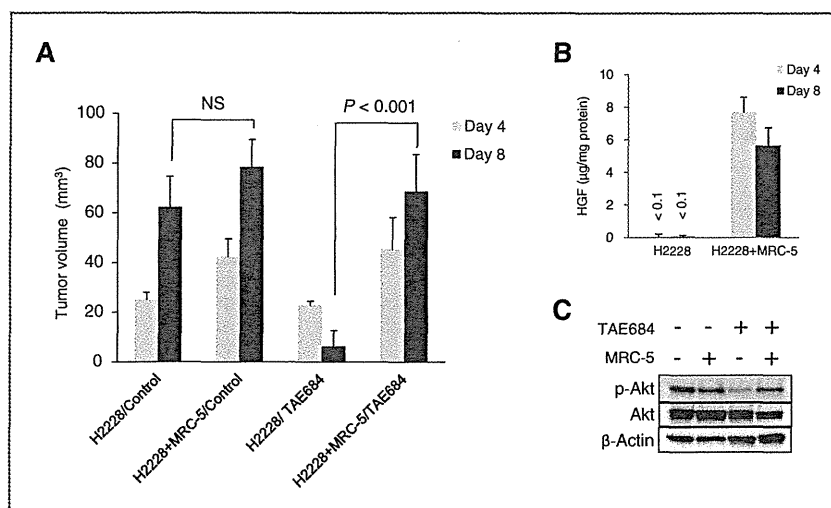 A
NS
P < 0.001
Day 4
Day 8
Tumor volume (mm³)
100
80
60
40
20
0
H2228/Control
H2228+MRC-5/Control
H2228/ TAE684
H2228+MRC-5/TAE684
B
Day 4
Day 8
HGF (µg/mg protein)
10
8
6
4
2
0
< 0.1
< 0.1
H2228
H2228+MRC-5
C
TAE684 - - + +
MRC-5 - + - +
p-Akt
Akt
β-Actin